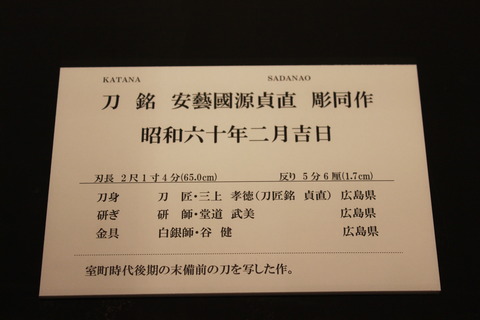 KATANA SADANAO
刀 銘 安藝國源貞直 彫同作
昭和六十年二月吉日
刃長 2尺1寸4分(65.0cm) 反り 5分6厘(1.7cm)
刀身 刀 匠・三上 孝徳(刀匠銘 貞直) 広島県
研ぎ 研 師・堂道 武美 広島県
金具 白銀師・谷 健 広島県
室町時代後期の末備前の刀を写した作。